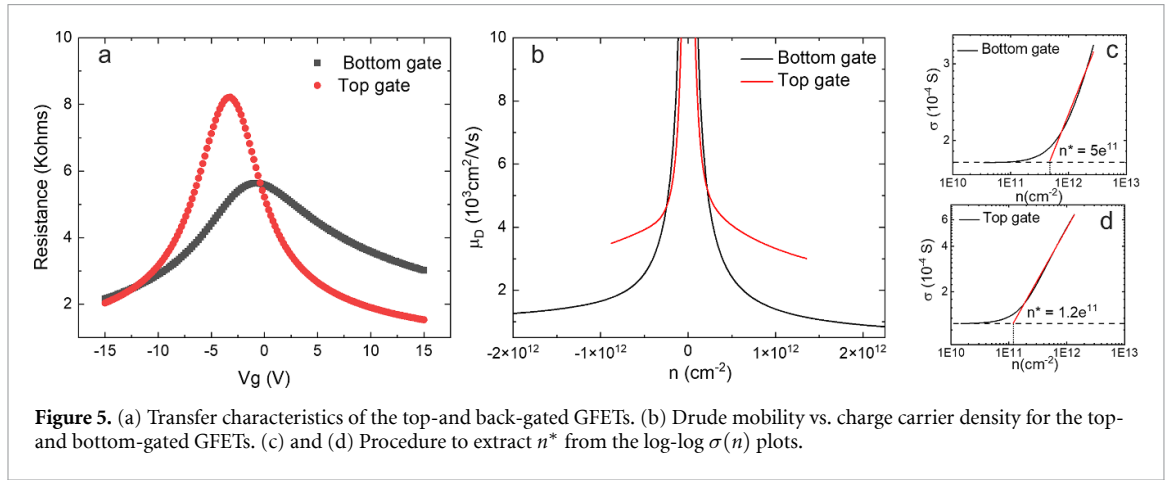 a
Bottom gate
Top gate
10
8
6
4
2
Resistance (Kohms)
-15 -10 -5 0 5 10 15
Vg (V)
b
Bottom gate
Top gate
10
8
6
4
2
μD (10³cm²/Vs)
-2×10¹² -1×10¹² 0 1×10¹² 2×10¹²
n (cm⁻²)
c
Bottom gate
3
2
σ (10⁻⁴ S)
n* = 5e¹¹
1E10 1E11 1E12 1E13
n(cm⁻²)
d
Top gate
6
4
2
σ (10⁻⁴ S)
n* = 1.2e¹¹
1E10 1E11 1E12 1E13
n(cm⁻²)
Figure 5. (a) Transfer characteristics of the top-and back-gated GFETs. (b) Drude mobility vs. charge carrier density for the top-
and bottom-gated GFETs. (c) and (d) Procedure to extract n* from the log-log σ(n) plots.